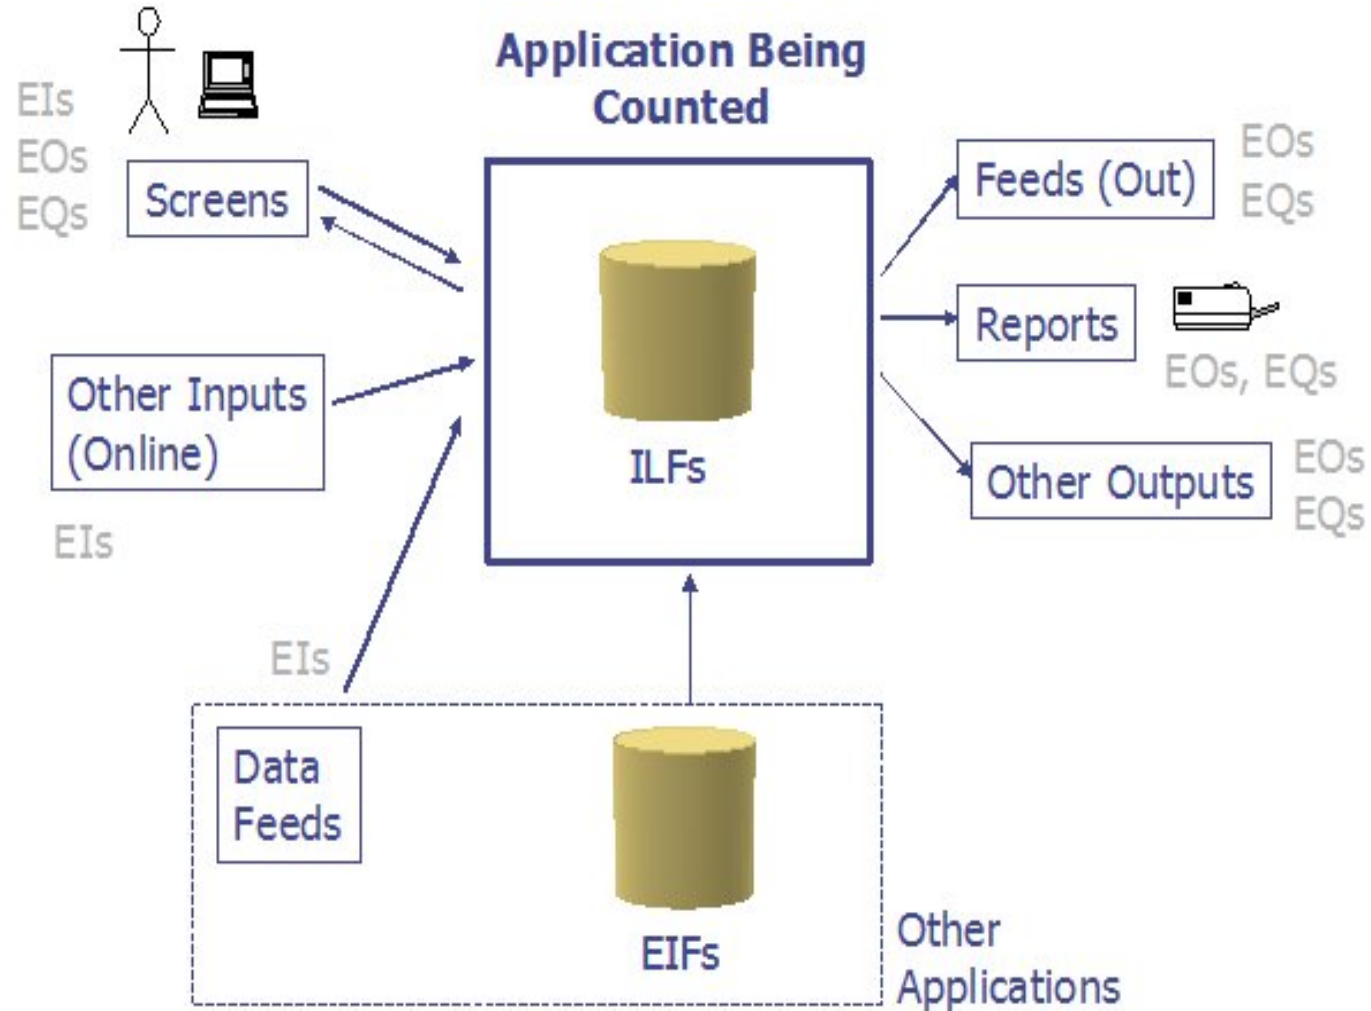 Application Being
Counted
EIs
EOs
EQs
Screens
Other Inputs
(Online)
EIs
ILFs
Feeds (Out)
EOs
EQs
Reports
EOs, EQs
Other Outputs
EOs
EQs
EIs
Data
Feeds
EIFs
Other
Applications